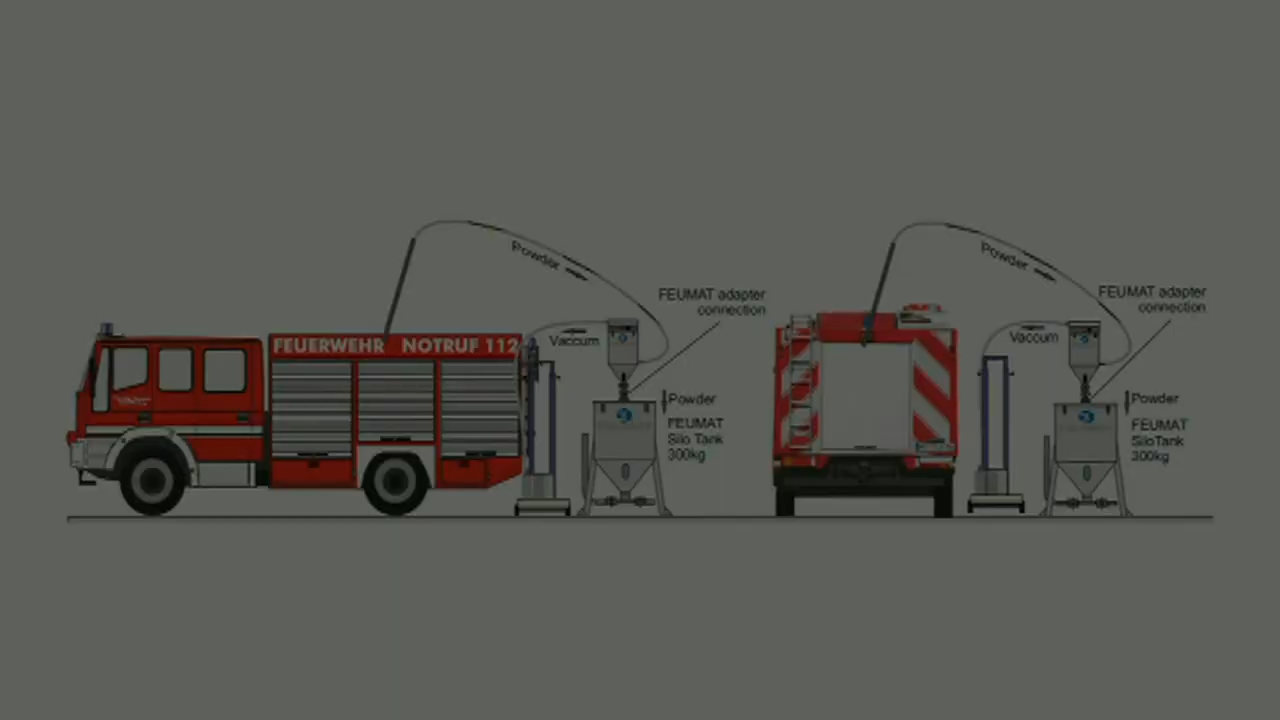 Powder
Powder
FEUMAT adapter
connection
FEUMAT adapter
connection
FEUERWEHR NOTRUF 112
Vaccum
Vaccum
Powder
FEUMAT
Silo Tank
300kg
Powder
FEUMAT
SiloTank
300kg